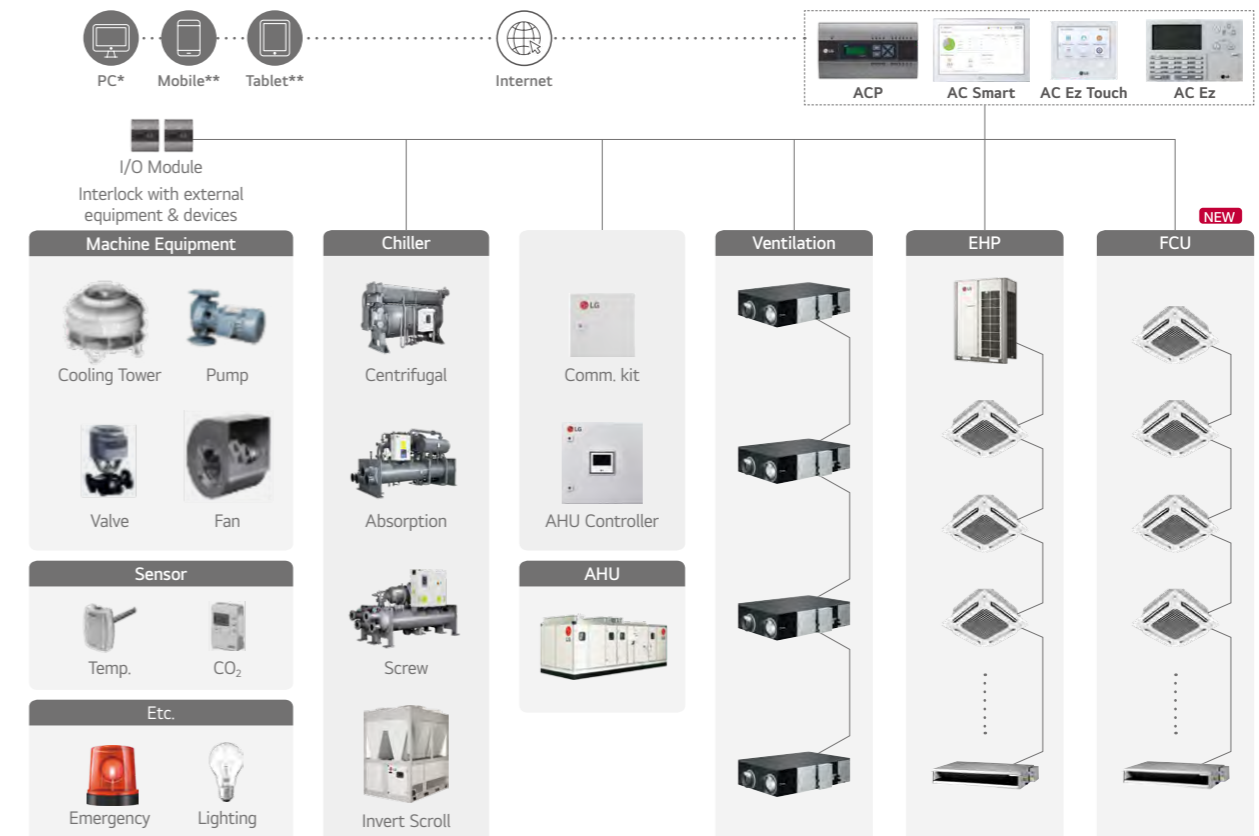 PC*
Mobile**
Tablet**
Internet
ACP
AC Smart
AC Ez Touch
AC Ez
I/O Module
Interlock with external
equipment & devices
NEW
Machine Equipment
Cooling Tower
Pump
Valve
Fan
Sensor
Temp.
CO₂
Etc.
Emergency
Lighting
Chiller
Centrifugal
Absorption
Screw
Invert Scroll
LG
Comm. kit
LG
AHU Controller
AHU
Ventilation
EHP
FCU